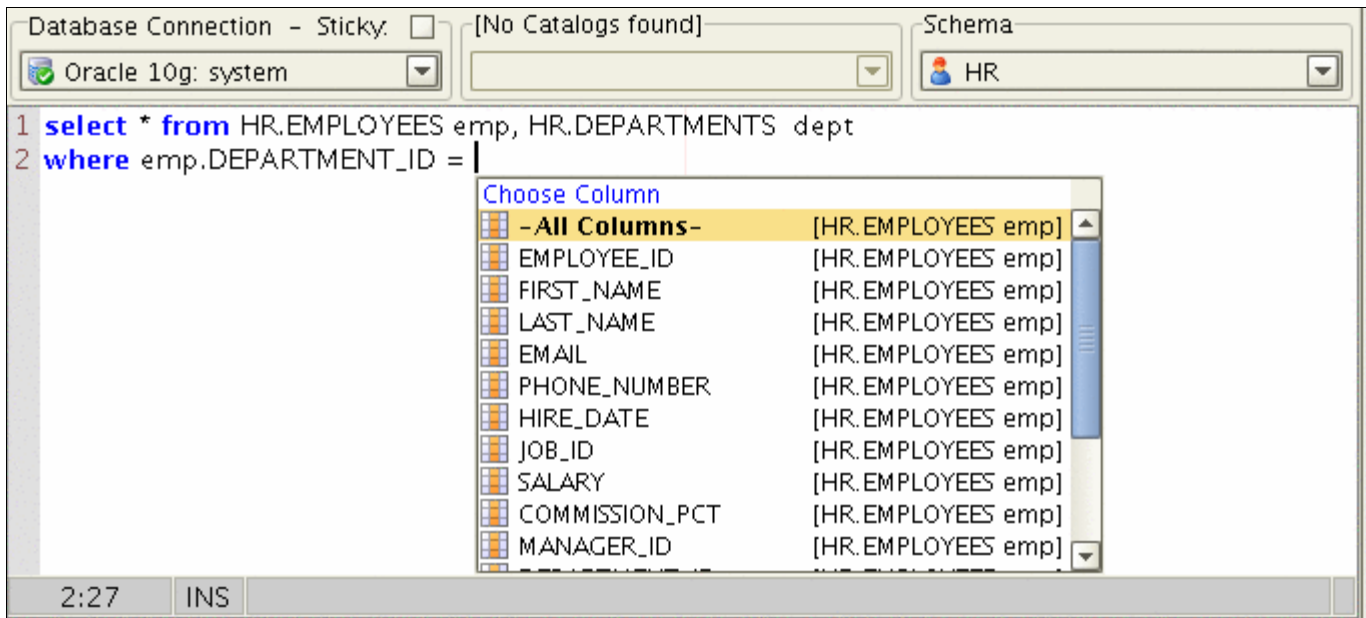 Database Connection – Sticky: [No Catalogs found] Schema
Oracle 10g: system HR
1 select * from HR.EMPLOYEES emp, HR.DEPARTMENTS dept
2 where emp.DEPARTMENT_ID =
Choose Column
-All Columns- [HR.EMPLOYEES emp]
EMPLOYEE_ID [HR.EMPLOYEES emp]
FIRST_NAME [HR.EMPLOYEES emp]
LAST_NAME [HR.EMPLOYEES emp]
EMAIL [HR.EMPLOYEES emp]
PHONE_NUMBER [HR.EMPLOYEES emp]
HIRE_DATE [HR.EMPLOYEES emp]
JOB_ID [HR.EMPLOYEES emp]
SALARY [HR.EMPLOYEES emp]
COMMISSION_PCT [HR.EMPLOYEES emp]
MANAGER_ID [HR.EMPLOYEES emp]
2:27 INS